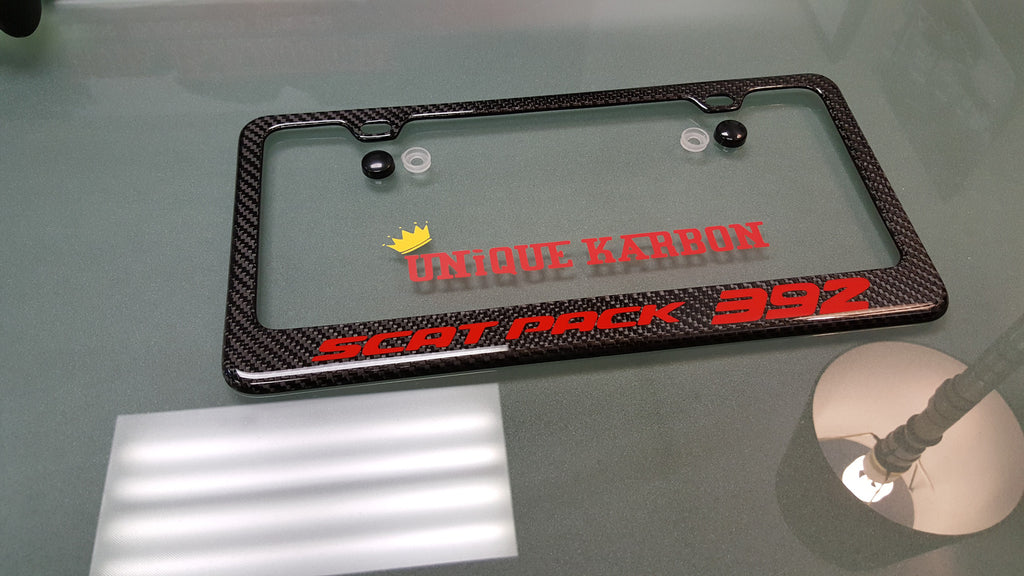 UNiQUE KARBON
SCAT PACK 392